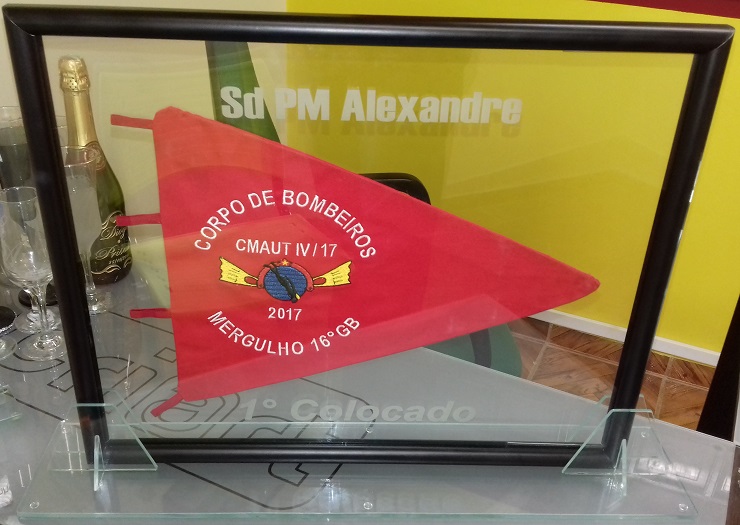 Sd PM Alexandre
CORPO DE BOMBEIROS
CMAUT IV / 17
2017
MERGULHO 16°GB
1° Colocado